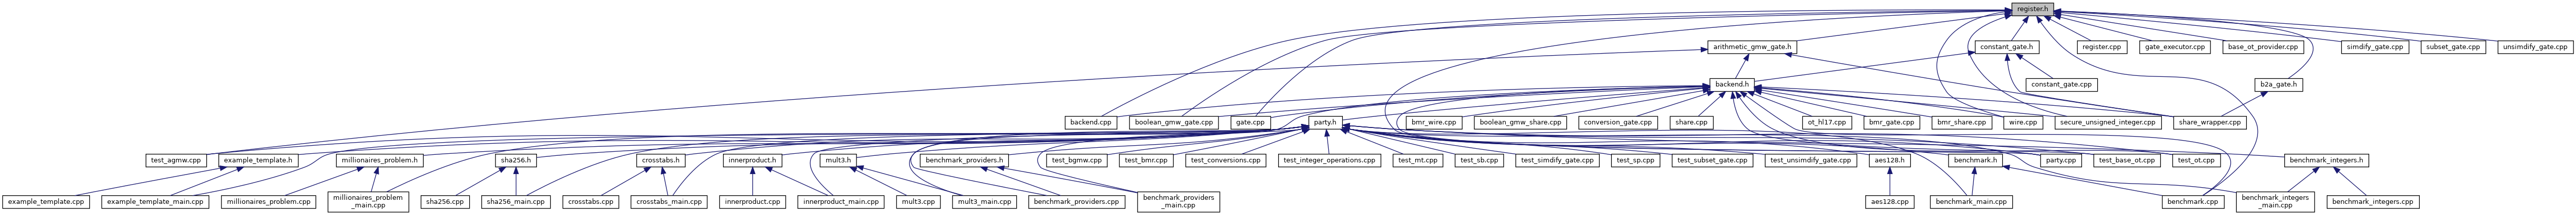 register.h
arithmetic_gmw_gate.h
constant_gate.h
register.cpp
gate_executor.cpp
base_ot_provider.cpp
simdify_gate.cpp
subset_gate.cpp
unsimdify_gate.cpp
backend.h
constant_gate.cpp
b2a_gate.h
backend.cpp
boolean_gmw_gate.cpp
gate.cpp
party.h
bmr_wire.cpp
boolean_gmw_share.cpp
conversion_gate.cpp
share.cpp
ot_hl17.cpp
bmr_gate.cpp
bmr_share.cpp
wire.cpp
secure_unsigned_integer.cpp
share_wrapper.cpp
test_agmw.cpp
example_template.h
millionaires_problem.h
sha256.h
crosstabs.h
innerproduct.h
mult3.h
benchmark_providers.h
test_bgmw.cpp
test_bmr.cpp
test_conversions.cpp
test_integer_operations.cpp
test_mt.cpp
test_sb.cpp
test_simdify_gate.cpp
test_sp.cpp
test_subset_gate.cpp
test_unsimdify_gate.cpp
aes128.h
benchmark.h
party.cpp
test_base_ot.cpp
test_ot.cpp
benchmark_integers.h
example_template.cpp
example_template_main.cpp
millionaires_problem.cpp
millionaires_problem
_main.cpp
sha256.cpp
sha256_main.cpp
crosstabs.cpp
crosstabs_main.cpp
innerproduct.cpp
innerproduct_main.cpp
mult3.cpp
mult3_main.cpp
benchmark_providers.cpp
benchmark_providers
_main.cpp
aes128.cpp
benchmark_main.cpp
benchmark.cpp
benchmark_integers
_main.cpp
benchmark_integers.cpp